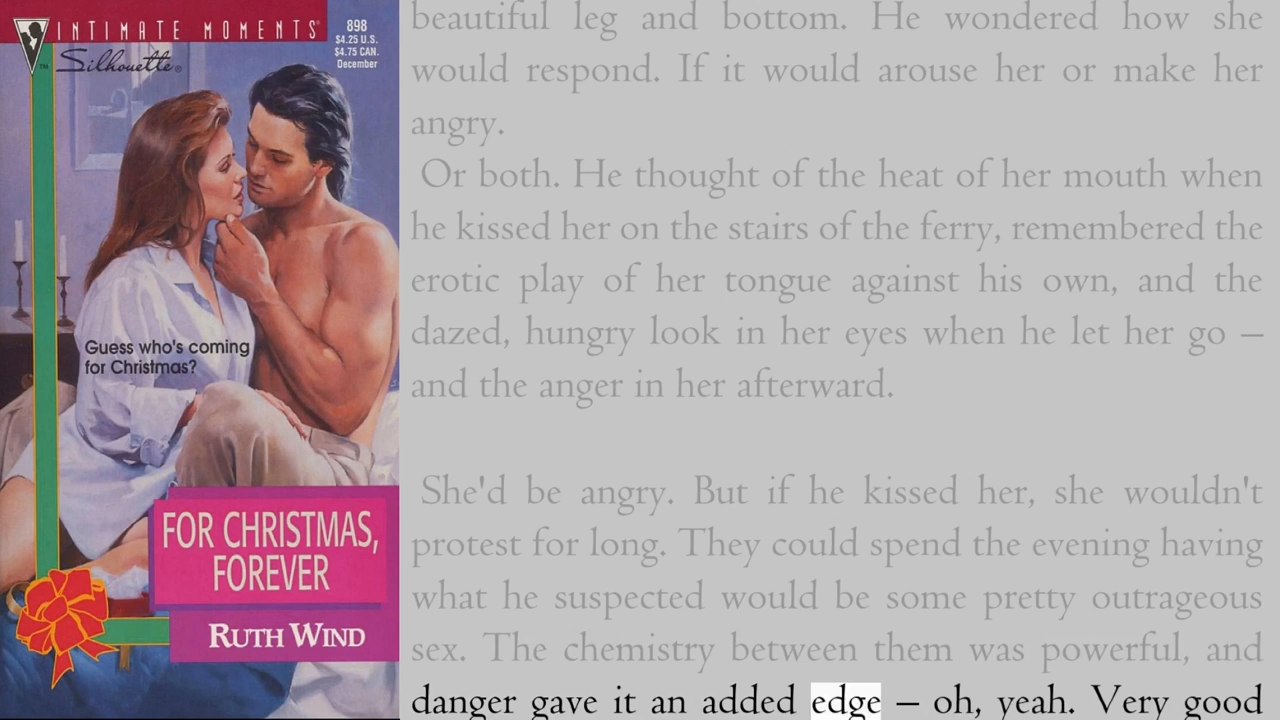 INTIMATE MOMENTS®
898
$4.25 U.S.
$4.75 CAN.
December
TM
Silhouette®
Guess who's coming
for Christmas?
FOR CHRISTMAS,
FOREVER
RUTH WIND
beautiful leg and bottom. He wondered how she
would respond. If it would arouse her or make her
angry.
Or both. He thought of the heat of her mouth when
he kissed her on the stairs of the ferry, remembered the
erotic play of her tongue against his own, and the
dazed, hungry look in her eyes when he let her go –
and the anger in her afterward.
She'd be angry. But if he kissed her, she wouldn't
protest for long. They could spend the evening having
what he suspected would be some pretty outrageous
sex. The chemistry between them was powerful, and
danger gave it an added edge – oh, yeah. Very good